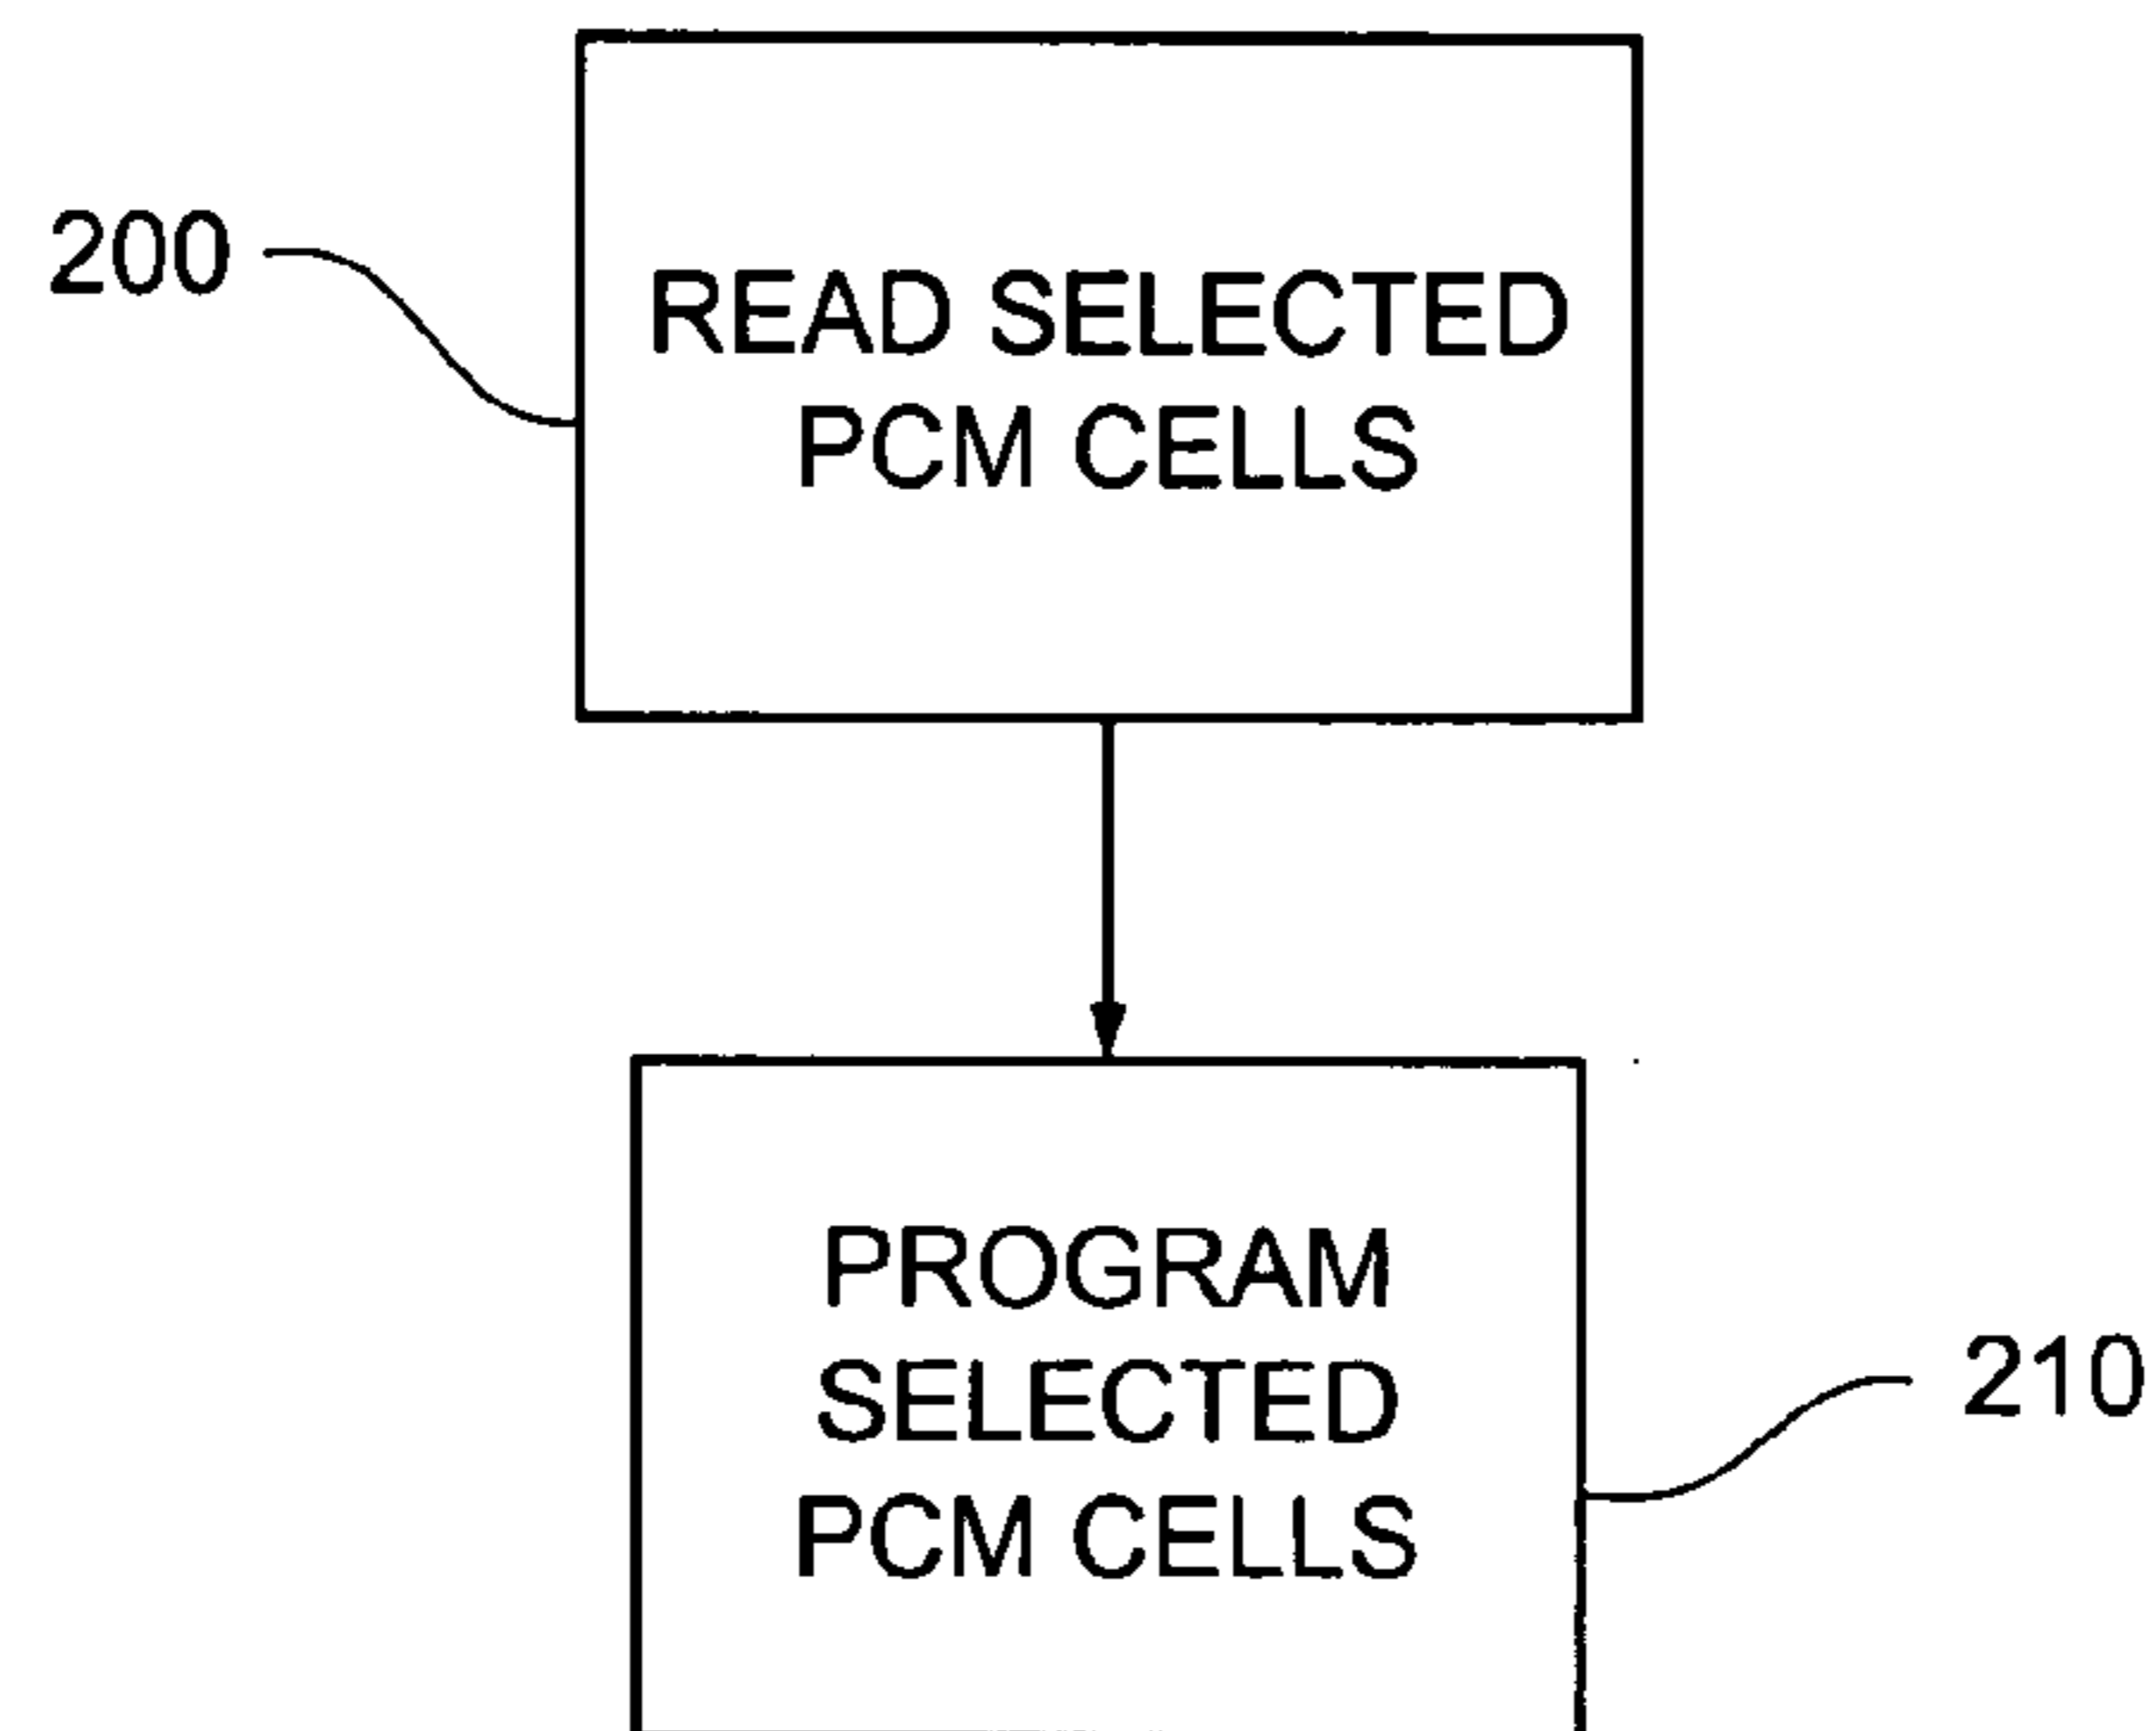 200
READ SELECTED
PCM CELLS
PROGRAM
SELECTED
PCM CELLS
210